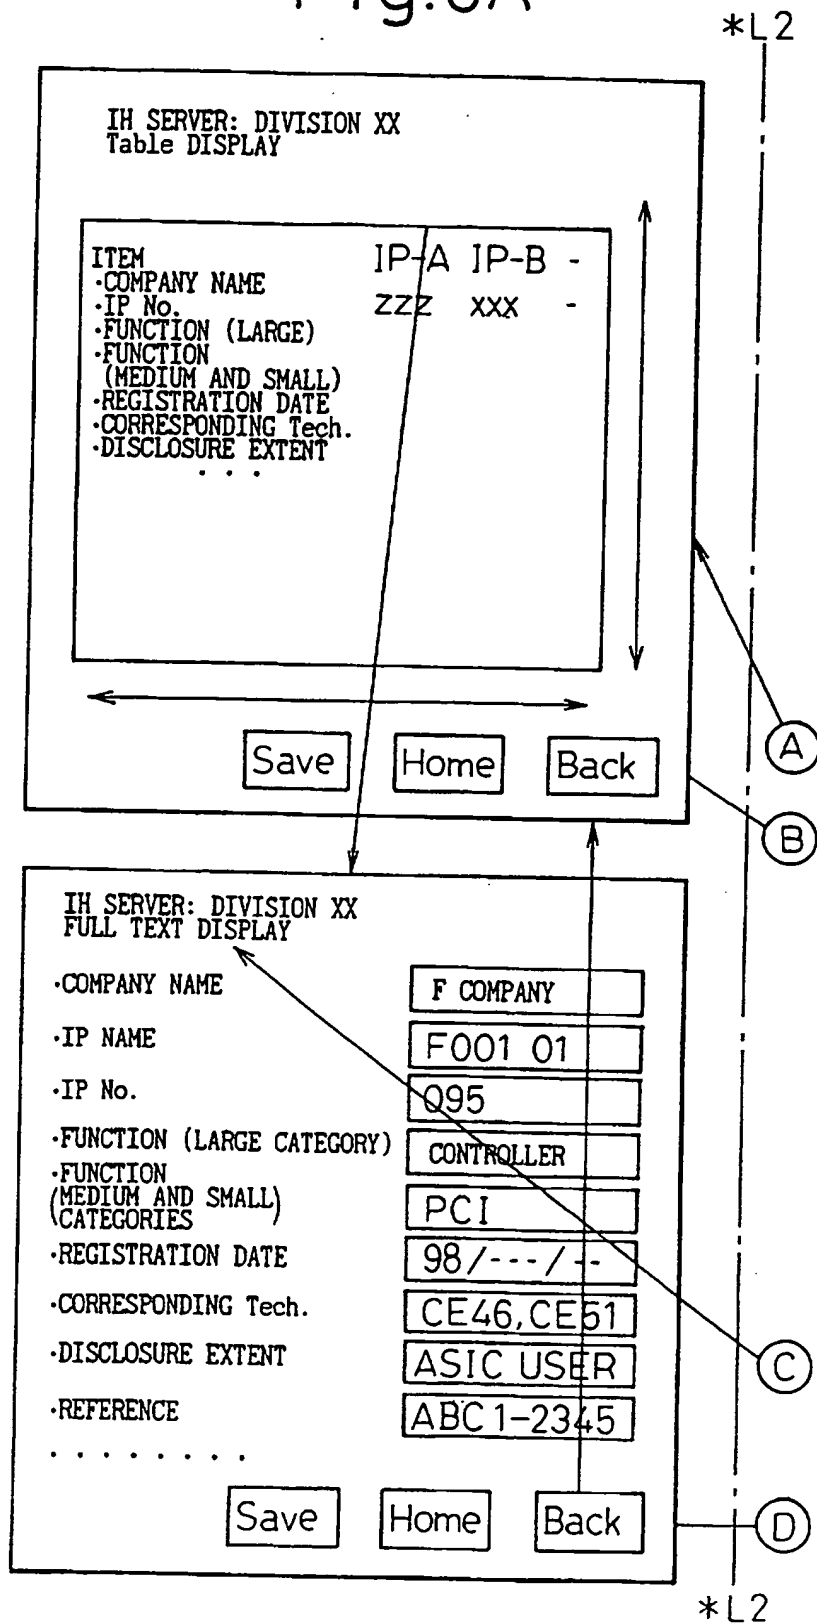 *L2
IH SERVER: DIVISION XX
Table DISPLAY
ITEM IP-A IP-B -
·COMPANY NAME
·IP No. ZZZ XXX -
·FUNCTION (LARGE)
·FUNCTION
(MEDIUM AND SMALL)
·REGISTRATION DATE
·CORRESPONDING Tech.
·DISCLOSURE EXTENT
. . .
Save Home Back
A
B
IH SERVER: DIVISION XX
FULL TEXT DISPLAY
·COMPANY NAME F COMPANY
·IP NAME F001 01
·IP No. 095
·FUNCTION (LARGE CATEGORY) CONTROLLER
·FUNCTION
(MEDIUM AND SMALL) PCI
CATEGORIES
·REGISTRATION DATE 98/---/--
·CORRESPONDING Tech. CE46,CE51
·DISCLOSURE EXTENT ASIC USER
·REFERENCE ABC1-2345
. . . . . . . .
Save Home Back
C
D
*L2